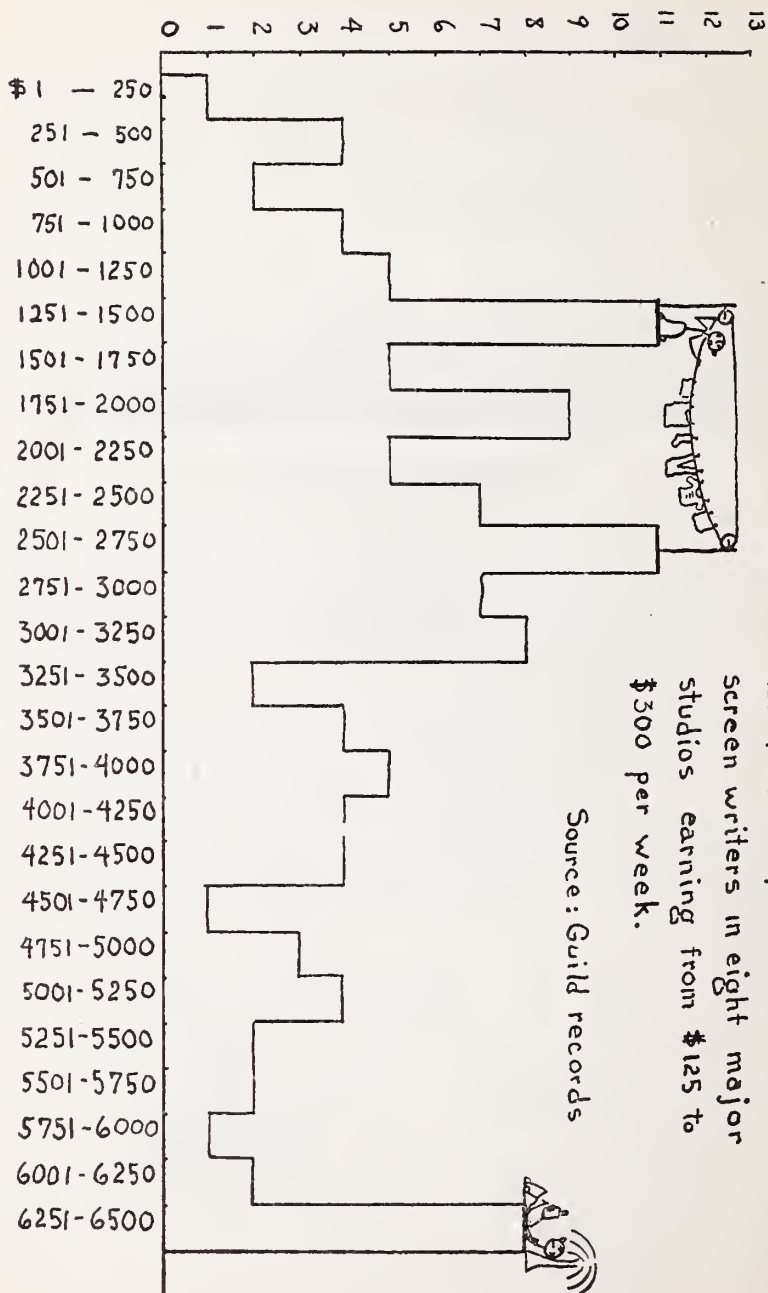 screen writers in eight major
studios earning from $125 to
$300 per week.
Source: Guild records
13
12
11
10
9
8
7
6
5
4
3
2
1
0
$1 — 250
251 - 500
501 - 750
751 - 1000
1001 - 1250
1251 - 1500
1501 - 1750
1751 - 2000
2001 - 2250
2251 - 2500
2501 - 2750
2751 - 3000
3001 - 3250
3251 - 3500
3501 - 3750
3751 - 4000
4001 - 4250
4251 - 4500
4501 - 4750
4751 - 5000
5001 - 5250
5251 - 5500
5501 - 5750
5751 - 6000
6001 - 6250
6251 - 6500